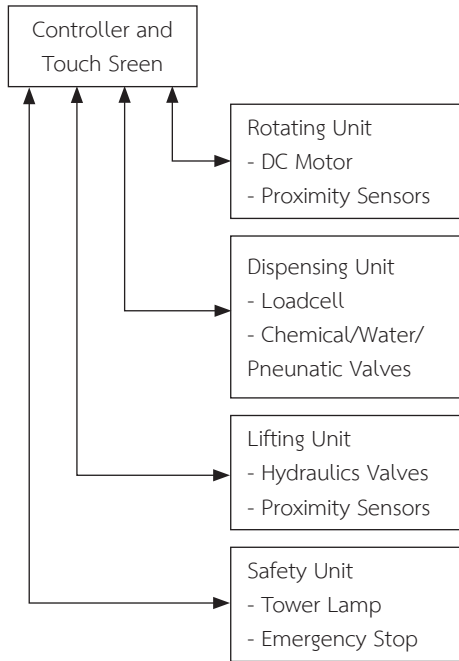 Controller and
Touch Sreen
Rotating Unit
- DC Motor
- Proximity Sensors
Dispensing Unit
- Loadcell
- Chemical/Water/
Pneunatic Valves
Lifting Unit
- Hydraulics Valves
- Proximity Sensors
Safety Unit
- Tower Lamp
- Emergency Stop